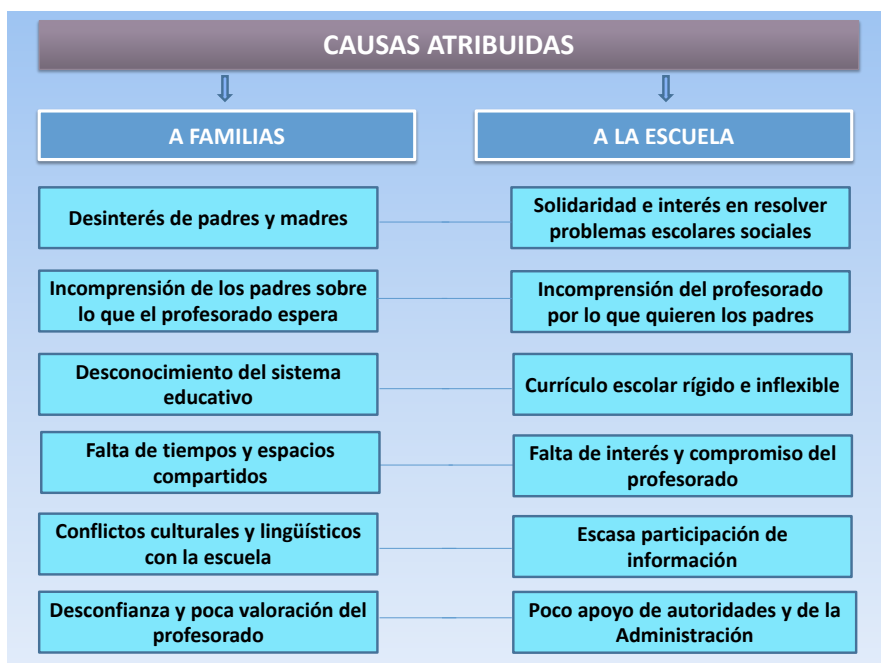 CAUSAS ATRIBUIDAS
A FAMILIAS
A LA ESCUELA
Desinterés de padres y madres
Solidaridad e interés en resolver
problemas escolares sociales
Incomprensión de los padres sobre
lo que el profesorado espera
Incomprensión del profesorado
por lo que quieren los padres
Desconocimiento del sistema
educativo
Currículo escolar rígido e inflexible
Falta de tiempos y espacios
compartidos
Falta de interés y compromiso del
profesorado
Conflictos culturales y lingüísticos
con la escuela
Escasa participación de
información
Desconfianza y poca valoración del
profesorado
Poco apoyo de autoridades y de la
Administración